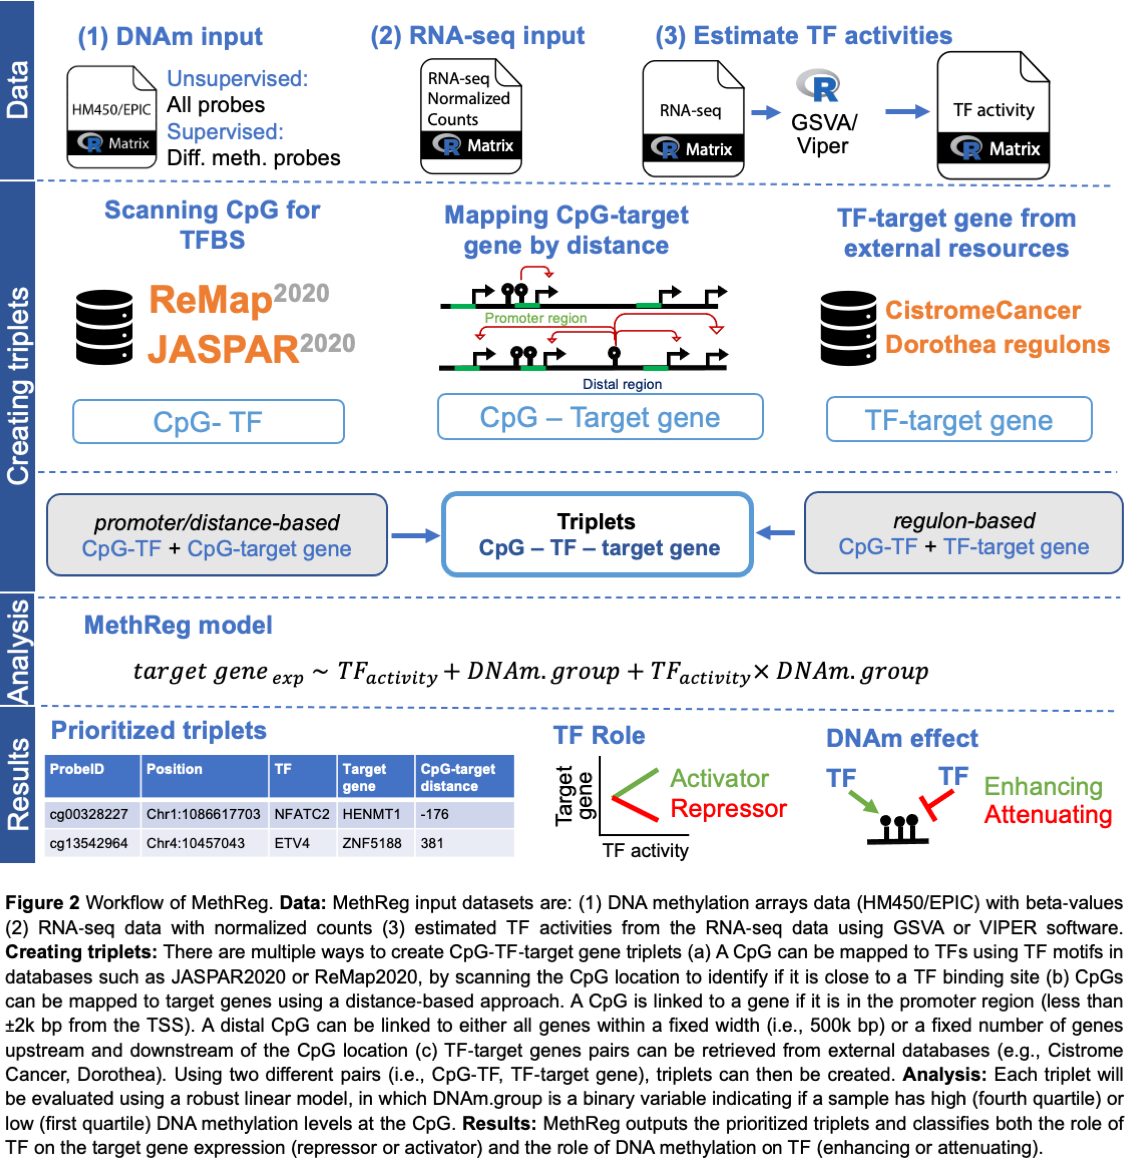 Data
(1) DNAm input
HM450/EPIC
R Matrix
Unsupervised:
All probes
Supervised:
Diff. meth. probes
(2) RNA-seq input
RNA-seq
Normalized
Counts
R Matrix
(3) Estimate TF activities
RNA-seq
R Matrix
R
GSVA/
Viper
TF activity
R Matrix
Creating triplets
Scanning CpG for
TFBS
ReMap2020
JASPAR2020
CpG- TF
Mapping CpG-target
gene by distance
Promoter region
Distal region
CpG – Target gene
TF-target gene from
external resources
CistromeCancer
Dorothea regulons
TF-target gene
promoter/distance-based
CpG-TF + CpG-target gene
Triplets
CpG – TF – target gene
regulon-based
CpG-TF + TF-target gene
Analysis
MethReg model
target gene exp ~ TFactivity + DNAm.group + TFactivity× DNAm.group
Results
Prioritized triplets
ProbeID Position TF Target gene CpG-target distance
cg00328227 Chr1:1086617703 NFATC2 HENMT1 -176
cg13542964 Chr4:10457043 ETV4 ZNF5188 381
TF Role
Target
gene
Activator
Repressor
TF activity
DNAm effect
TF
TF
Enhancing
Attenuating
Figure 2 Workflow of MethReg. Data: MethReg input datasets are: (1) DNA methylation arrays data (HM450/EPIC) with beta-values
(2) RNA-seq data with normalized counts (3) estimated TF activities from the RNA-seq data using GSVA or VIPER software.
Creating triplets: There are multiple ways to create CpG-TF-target gene triplets (a) A CpG can be mapped to TFs using TF motifs in
databases such as JASPAR2020 or ReMap2020, by scanning the CpG location to identify if it is close to a TF binding site (b) CpGs
can be mapped to target genes using a distance-based approach. A CpG is linked to a gene if it is in the promoter region (less than
±2k bp from the TSS). A distal CpG can be linked to either all genes within a fixed width (i.e., 500k bp) or a fixed number of genes
upstream and downstream of the CpG location (c) TF-target genes pairs can be retrieved from external databases (e.g., Cistrome
Cancer, Dorothea). Using two different pairs (i.e., CpG-TF, TF-target gene), triplets can then be created. Analysis: Each triplet will
be evaluated using a robust linear model, in which DNAm.group is a binary variable indicating if a sample has high (fourth quartile) or
low (first quartile) DNA methylation levels at the CpG. Results: MethReg outputs the prioritized triplets and classifies both the role of
TF on the target gene expression (repressor or activator) and the role of DNA methylation on TF (enhancing or attenuating).